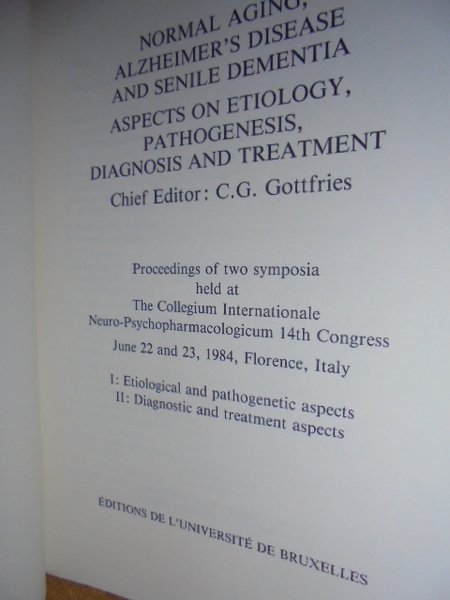 NORMAL AGING,
ALZHEIMER'S DISEASE
AND SENILE DEMENTIA
ASPECTS ON ETIOLOGY,
PATHOGENESIS,
DIAGNOSIS AND TREATMENT
Chief Editor: C.G. Gottfries
Proceedings of two symposia
held at
The Collegium Internationale
Neuro-Psychopharmacologicum 14th Congress
June 22 and 23, 1984, Florence, Italy
I: Etiological and pathogenetic aspects
II: Diagnostic and treatment aspects
ÉDITIONS DE L'UNIVERSITÉ DE BRUXELLES